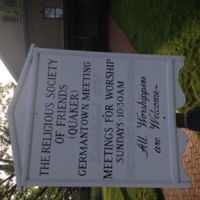 THE RELIGIOUS SOCIETY
OF FRIENDS
(QUAKER)
GERMANTOWN MEETING
MEETINGS FOR WORSHIP
SUNDAYS-10:30AM
All Worshippers
are Welcome~